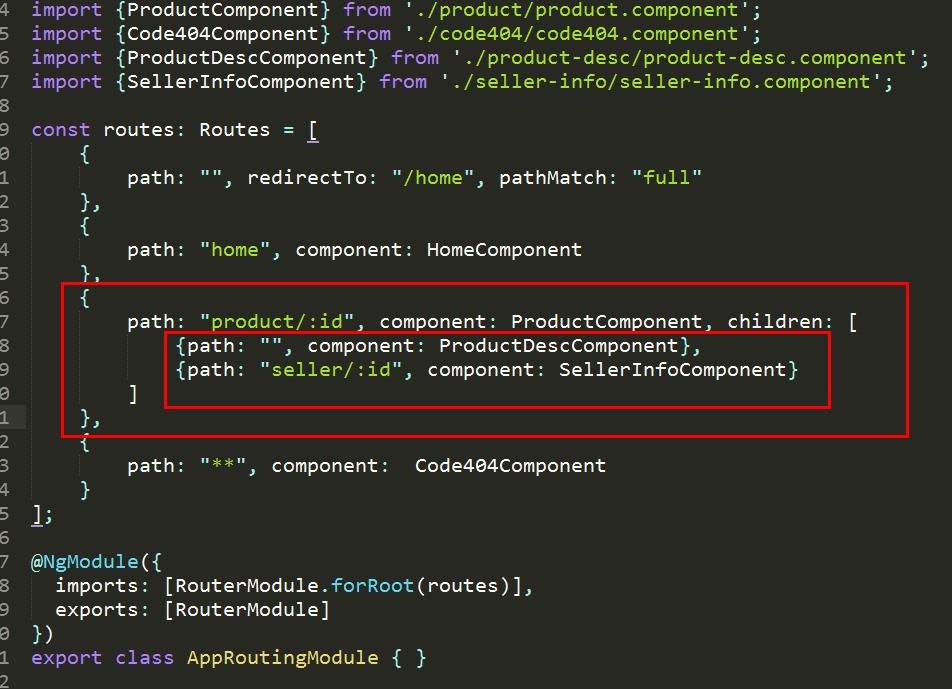 4 import {ProductComponent} from './product/product.component';
5 import {Code404Component} from './code404/code404.component';
6 import {ProductDescComponent} from './product-desc/product-desc.component';
7 import {SellerInfoComponent} from './seller-info/seller-info.component';
8
9 const routes: Routes = [
0     {
1         path: "", redirectTo: "/home", pathMatch: "full"
2     },
3     {
4         path: "home", component: HomeComponent
5     },
6     {
7         path: "product/:id", component: ProductComponent, children: [
8             {path: "", component: ProductDescComponent},
9             {path: "seller/:id", component: SellerInfoComponent}
0         ]
1     },
2     {
3         path: "**", component:  Code404Component
4     }
5 ];
6
7 @NgModule({
8   imports: [RouterModule.forRoot(routes)],
9   exports: [RouterModule]
0 })
1 export class AppRoutingModule { }
2